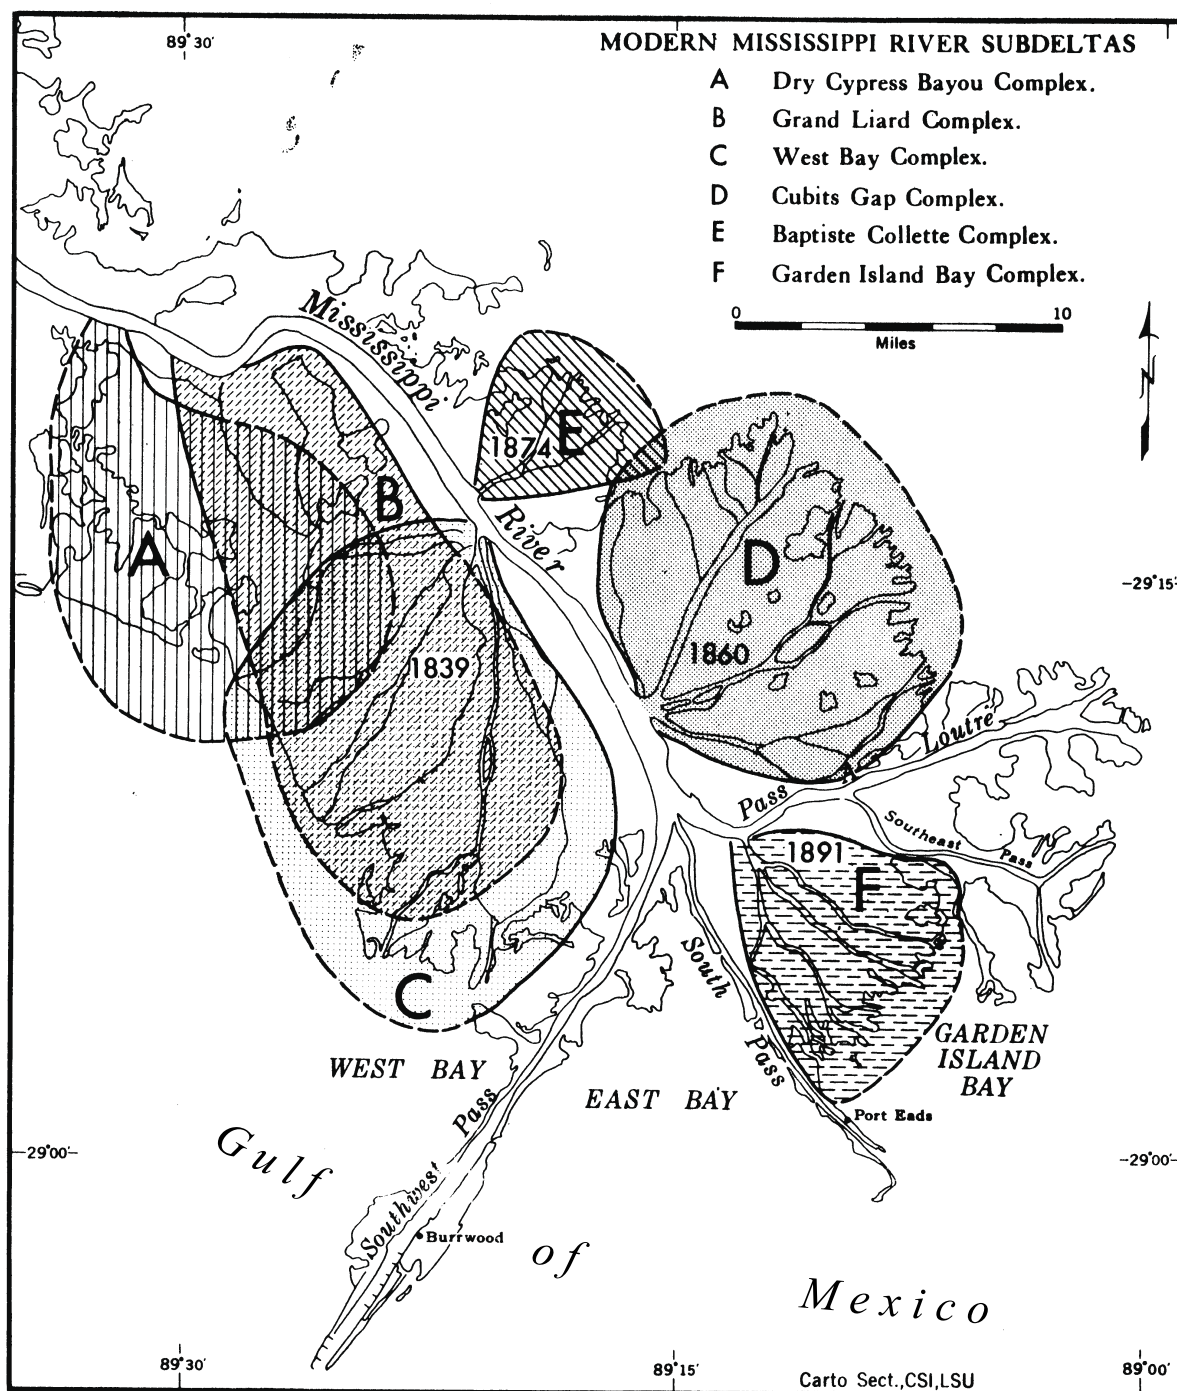 89°30'
MODERN MISSISSIPPI RIVER SUBDELTAS
A Dry Cypress Bayou Complex.
B Grand Liard Complex.
C West Bay Complex.
D Cubits Gap Complex.
E Baptiste Collette Complex.
F Garden Island Bay Complex.
0 10
Miles
N
Mississippi
River
E
1874
B
A
D
29°15'
1860
1839
Pass A Loutre
Southeast Pass
1891
F
South Pass
C
GARDEN
ISLAND
BAY
WEST BAY
EAST BAY
Port Eads
Southwest Pass
29°00'
29°00'
Burrwood
Gulf of Mexico
89°30'
89°15'
89°00'
Carto Sect.,CSI,LSU